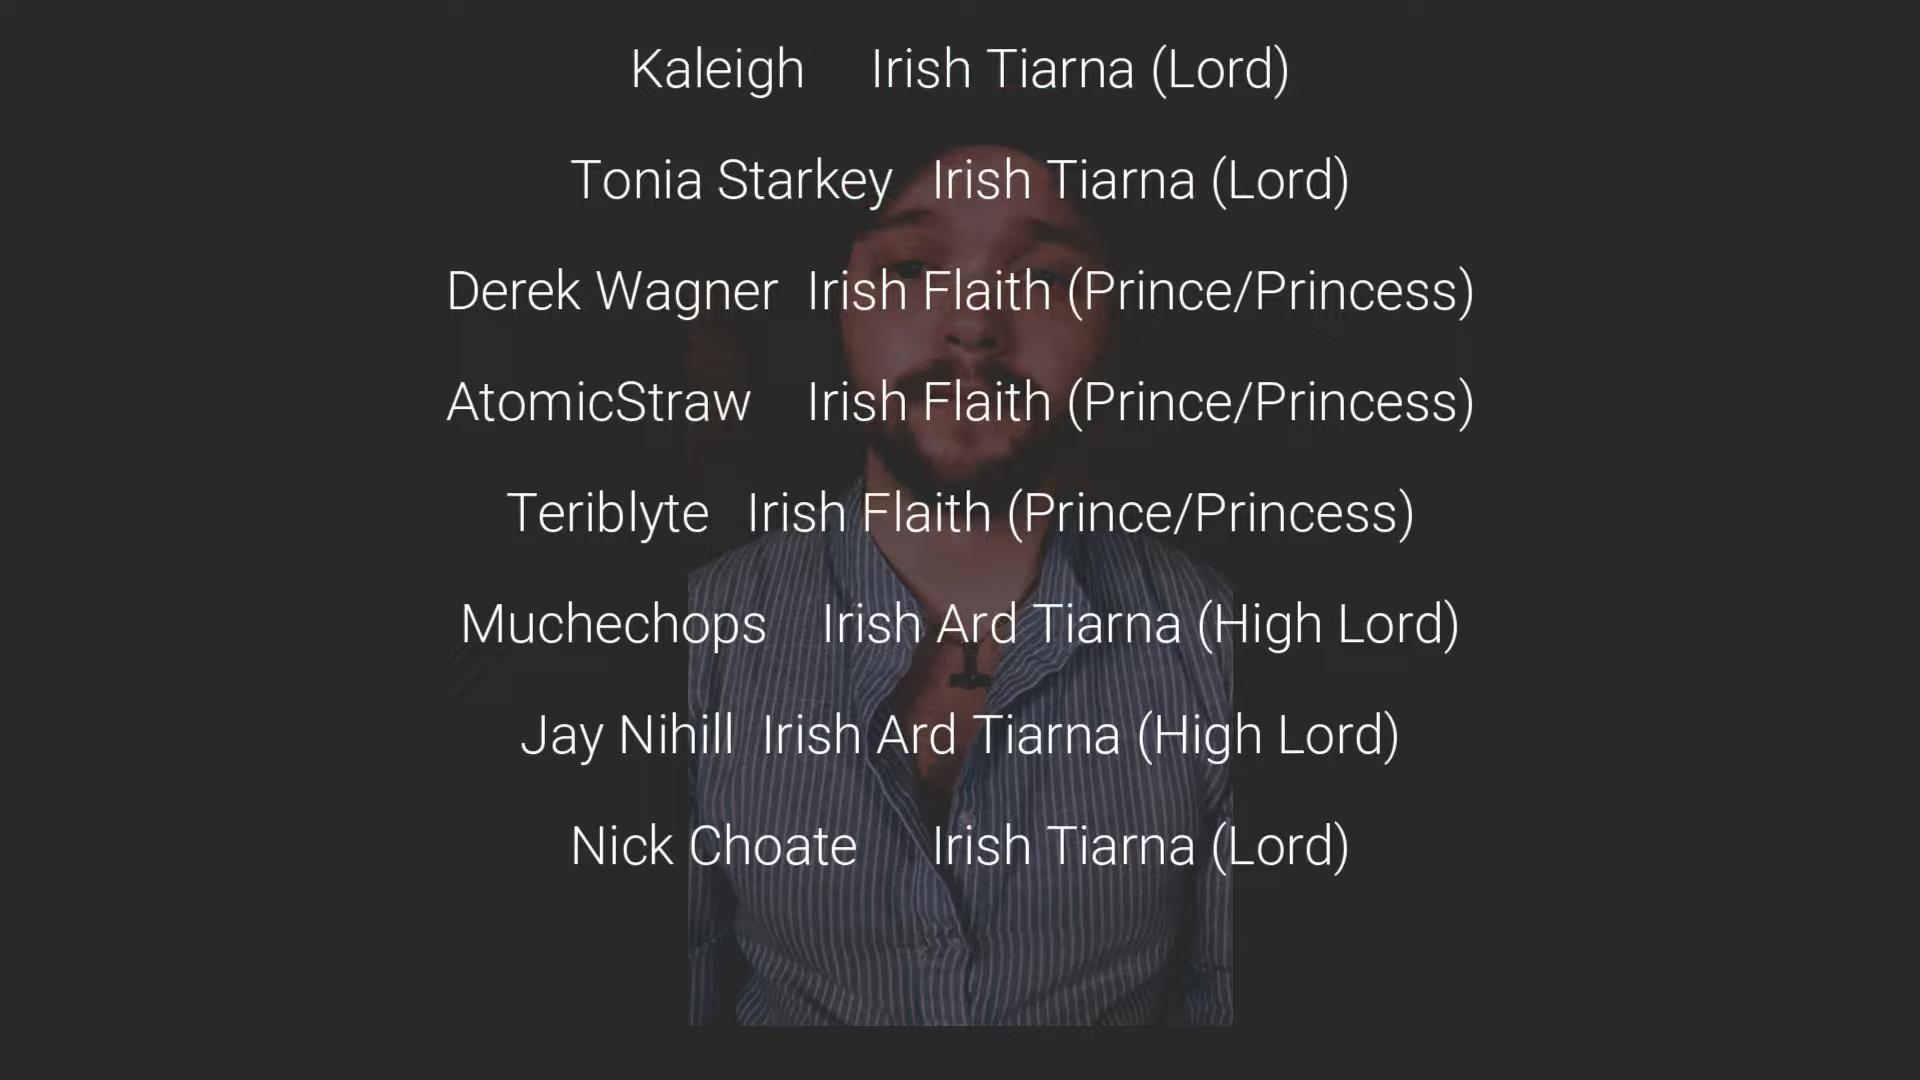 Kaleigh Irish Tiarna (Lord)
Tonia Starkey Irish Tiarna (Lord)
Derek Wagner Irish Flaith (Prince/Princess)
AtomicStraw Irish Flaith (Prince/Princess)
Teriblyte Irish Flaith (Prince/Princess)
Muchechops Irish Ard Tiarna (High Lord)
Jay Nihill Irish Ard Tiarna (High Lord)
Nick Choate Irish Tiarna (Lord)